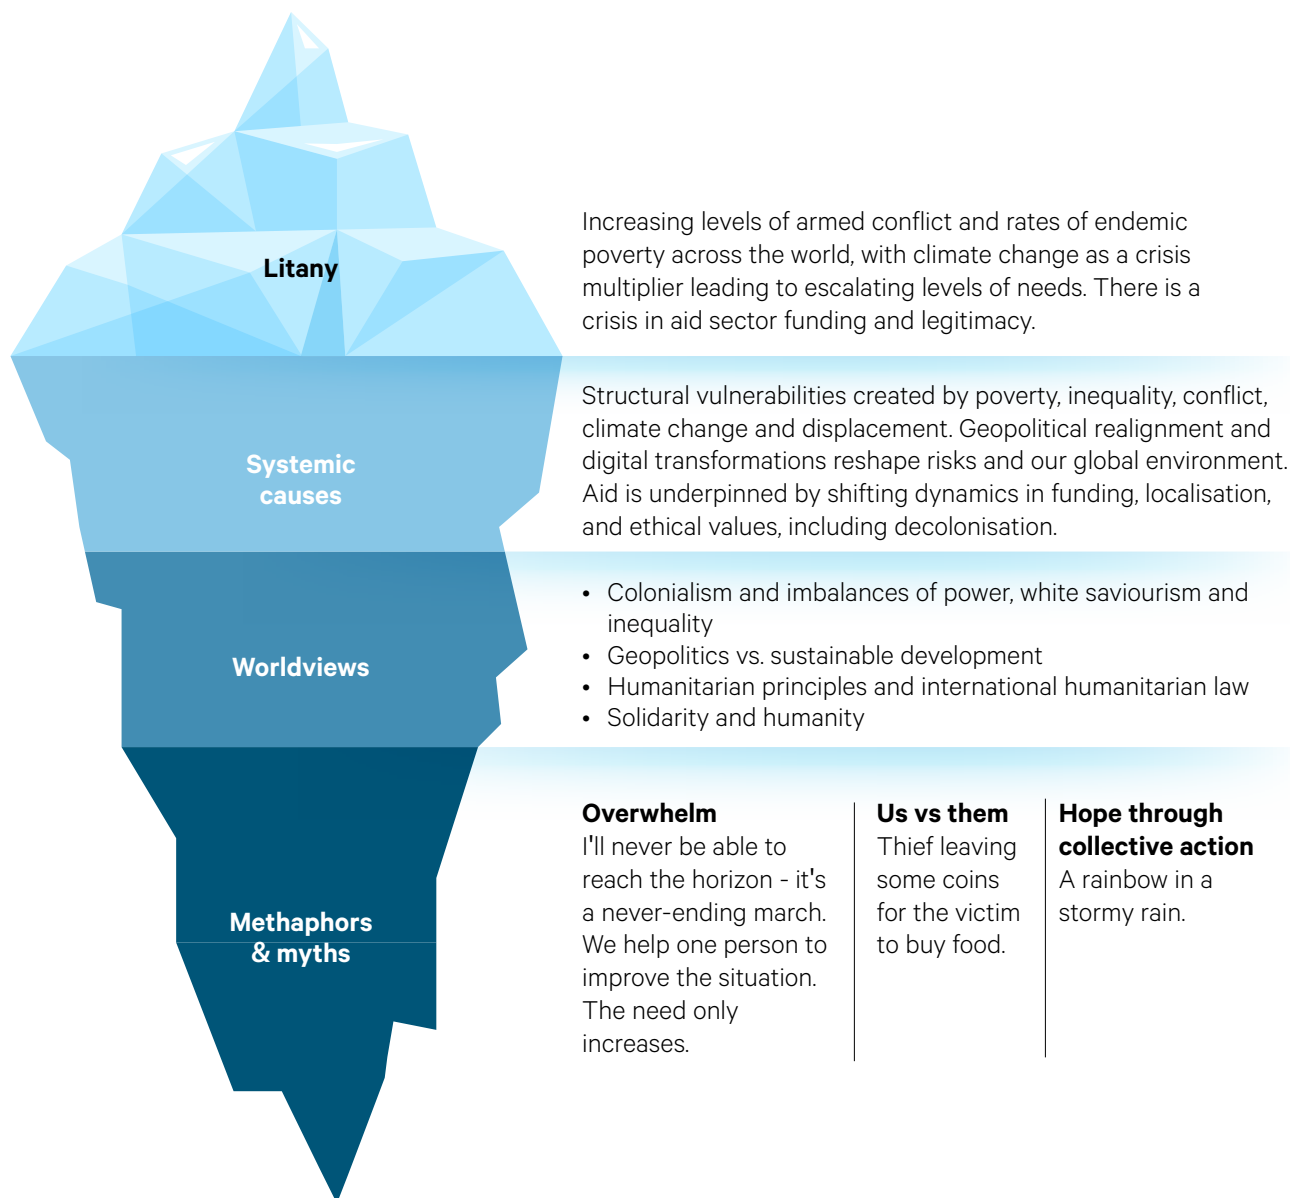 Litany
Increasing levels of armed conflict and rates of endemic
poverty across the world, with climate change as a crisis
multiplier leading to escalating levels of needs. There is a
crisis in aid sector funding and legitimacy.
Systemic
causes
Structural vulnerabilities created by poverty, inequality, conflict,
climate change and displacement. Geopolitical realignment and
digital transformations reshape risks and our global environment.
Aid is underpinned by shifting dynamics in funding, localisation,
and ethical values, including decolonisation.
Worldviews
• Colonialism and imbalances of power, white saviourism and
inequality
• Geopolitics vs. sustainable development
• Humanitarian principles and international humanitarian law
• Solidarity and humanity
Methaphors
& myths
Overwhelm
I'll never be able to
reach the horizon - it's
a never-ending march.
We help one person to
improve the situation.
The need only
increases.
Us vs them
Thief leaving
some coins
for the victim
to buy food.
Hope through
collective action
A rainbow in a
stormy rain.